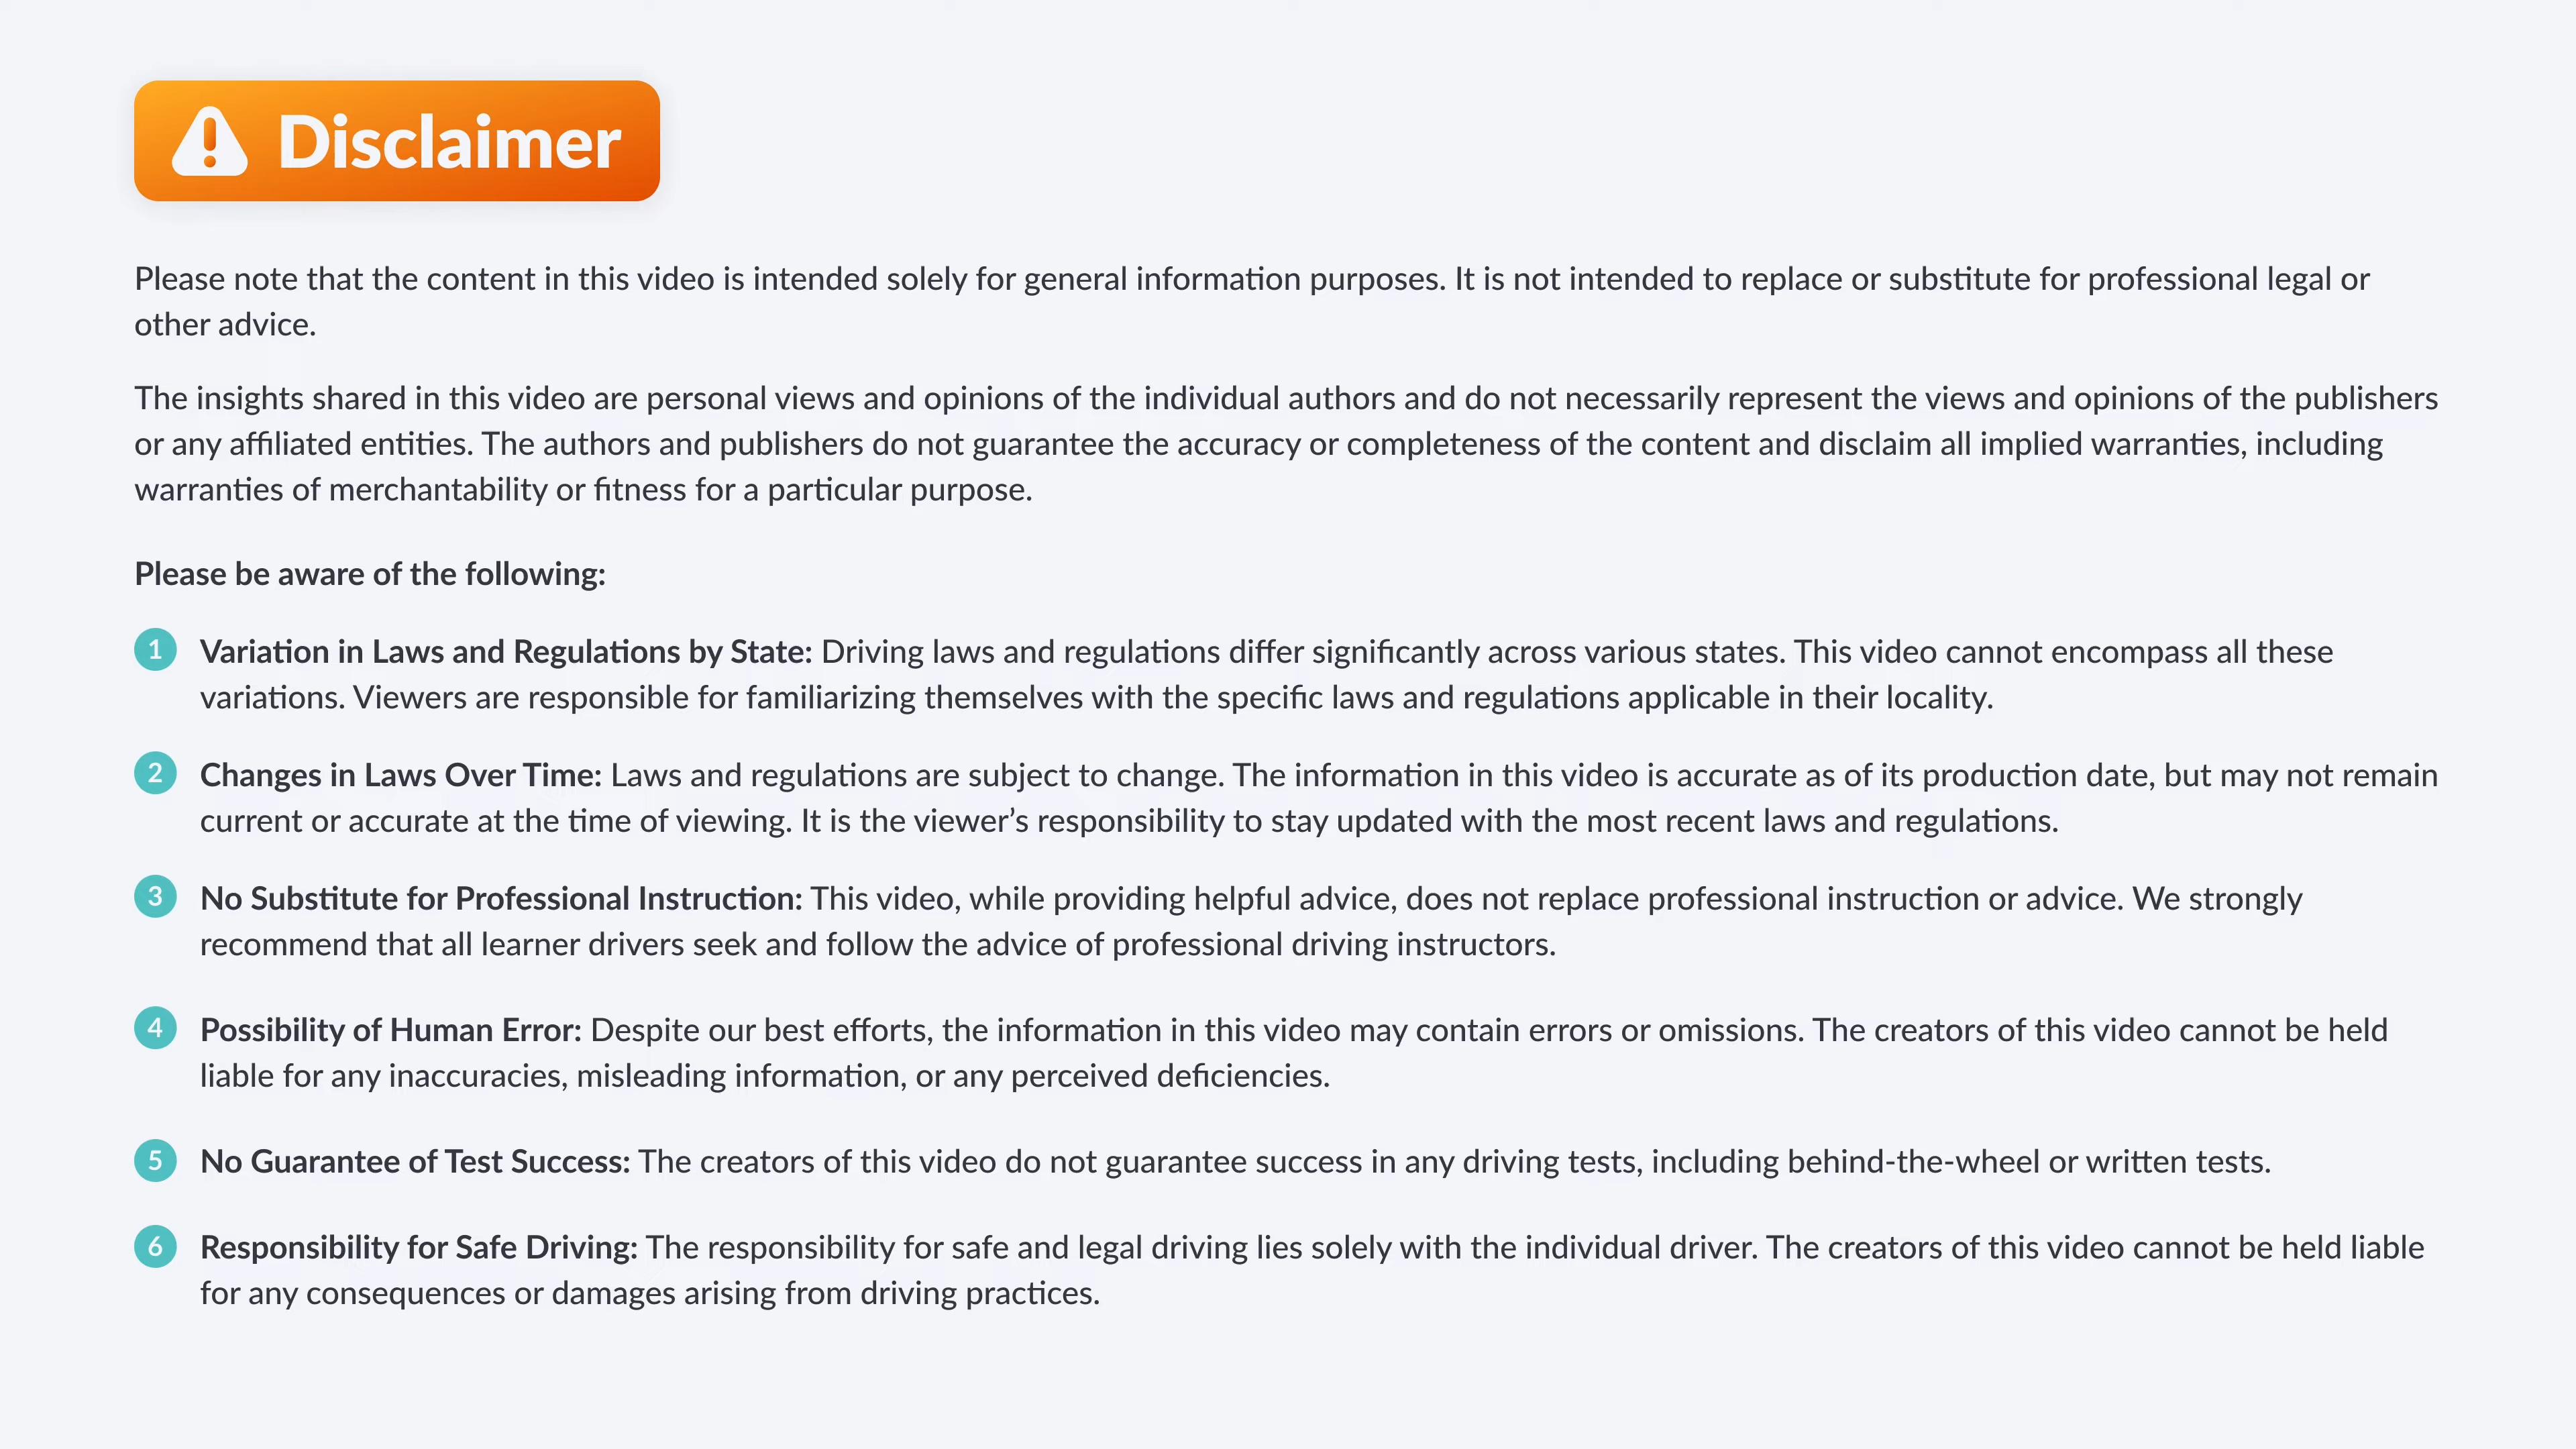 Disclaimer
Please note that the content in this video is intended solely for general information purposes. It is not intended to replace or substitute for professional legal or
other advice.
The insights shared in this video are personal views and opinions of the individual authors and do not necessarily represent the views and opinions of the publishers
or any affiliated entities. The authors and publishers do not guarantee the accuracy or completeness of the content and disclaim all implied warranties, including
warranties of merchantability or fitness for a particular purpose.
Please be aware of the following:
1 Variation in Laws and Regulations by State: Driving laws and regulations differ significantly across various states. This video cannot encompass all these
variations. Viewers are responsible for familiarizing themselves with the specific laws and regulations applicable in their locality.
2 Changes in Laws Over Time: Laws and regulations are subject to change. The information in this video is accurate as of its production date, but may not remain
current or accurate at the time of viewing. It is the viewer’s responsibility to stay updated with the most recent laws and regulations.
3 No Substitute for Professional Instruction: This video, while providing helpful advice, does not replace professional instruction or advice. We strongly
recommend that all learner drivers seek and follow the advice of professional driving instructors.
4 Possibility of Human Error: Despite our best efforts, the information in this video may contain errors or omissions. The creators of this video cannot be held
liable for any inaccuracies, misleading information, or any perceived deficiencies.
5 No Guarantee of Test Success: The creators of this video do not guarantee success in any driving tests, including behind-the-wheel or written tests.
6 Responsibility for Safe Driving: The responsibility for safe and legal driving lies solely with the individual driver. The creators of this video cannot be held liable
for any consequences or damages arising from driving practices.